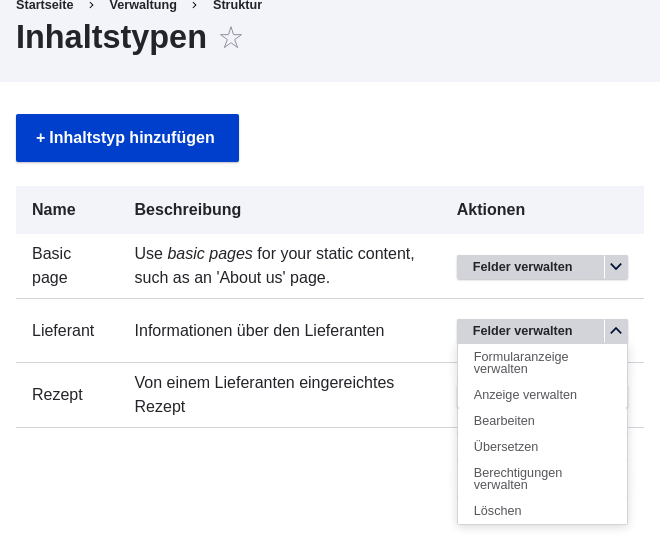 Startseite > Verwaltung > Struktur
Inhaltstypen ☆
+ Inhaltstyp hinzufügen
Name Beschreibung Aktionen
Basic
page
Use basic pages for your static content,
such as an 'About us' page.
Felder verwalten
Lieferant Informationen über den Lieferanten Felder verwalten
Formularanzeige
verwalten
Anzeige verwalten
Bearbeiten
Übersetzen
Berechtigungen
verwalten
Löschen
Rezept
Von einem Lieferanten eingereichtes
Rezept